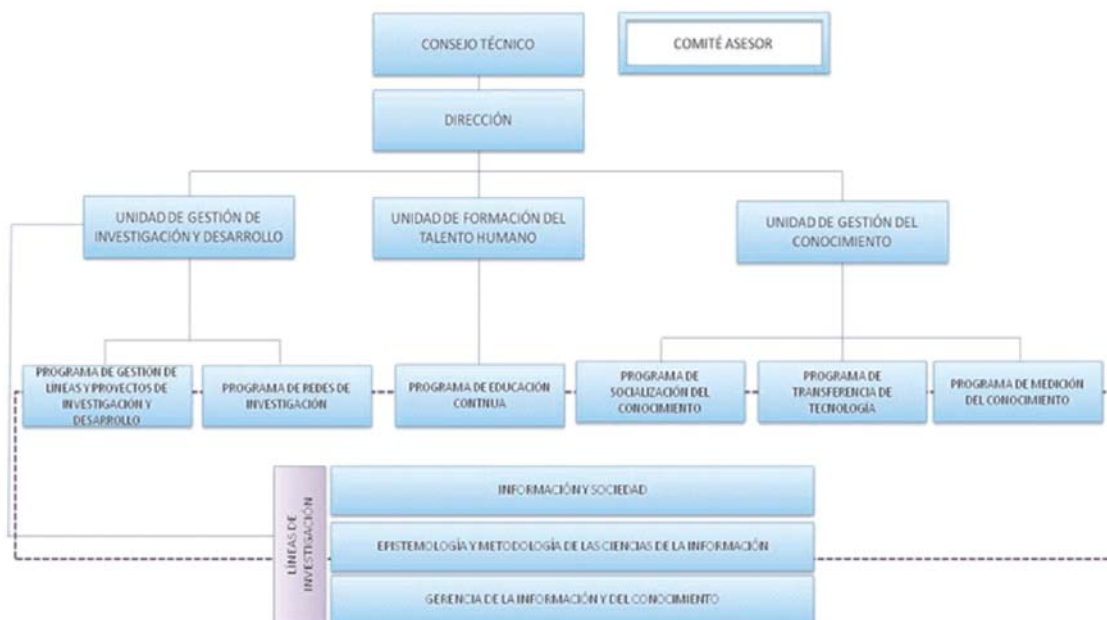 CONSEJO TÉCNICO
COMITÉ ASESOR
DIRECCIÓN
UNIDAD DE GESTIÓN DE
INVESTIGACIÓN Y DESARROLLO
UNIDAD DE FORMACIÓN DEL
TALENTO HUMANO
UNIDAD DE GESTIÓN DEL
CONOCIMIENTO
PROGRAMA DE GESTIÓN DE
LÍNEAS Y PROYECTOS DE
INVESTIGACIÓN Y
DESARROLLO
PROGRAMA DE REDES DE
INVESTIGACIÓN
PROGRAMA DE EDUCACIÓN
CONTNUA
PROGRAMA DE
SOCIALIZACIÓN DEL
CONOCIMIENTO
PROGRAMA DE
TRANSFERENCIA DE
TECNOLOGÍA
PROGRAMA DE MEDICIÓN
DEL CONOCIMIENTO
LÍNEAS DE
INVESTIGACIÓN
INFORMACIÓN Y SOCIEDAD
EPISTEMOLOGÍA Y METODOLOGÍA DE LAS CIENCIAS DE LA INFORMACIÓN
GERENCIA DE LA INFORMACIÓN Y DEL CONOCIMIENTO